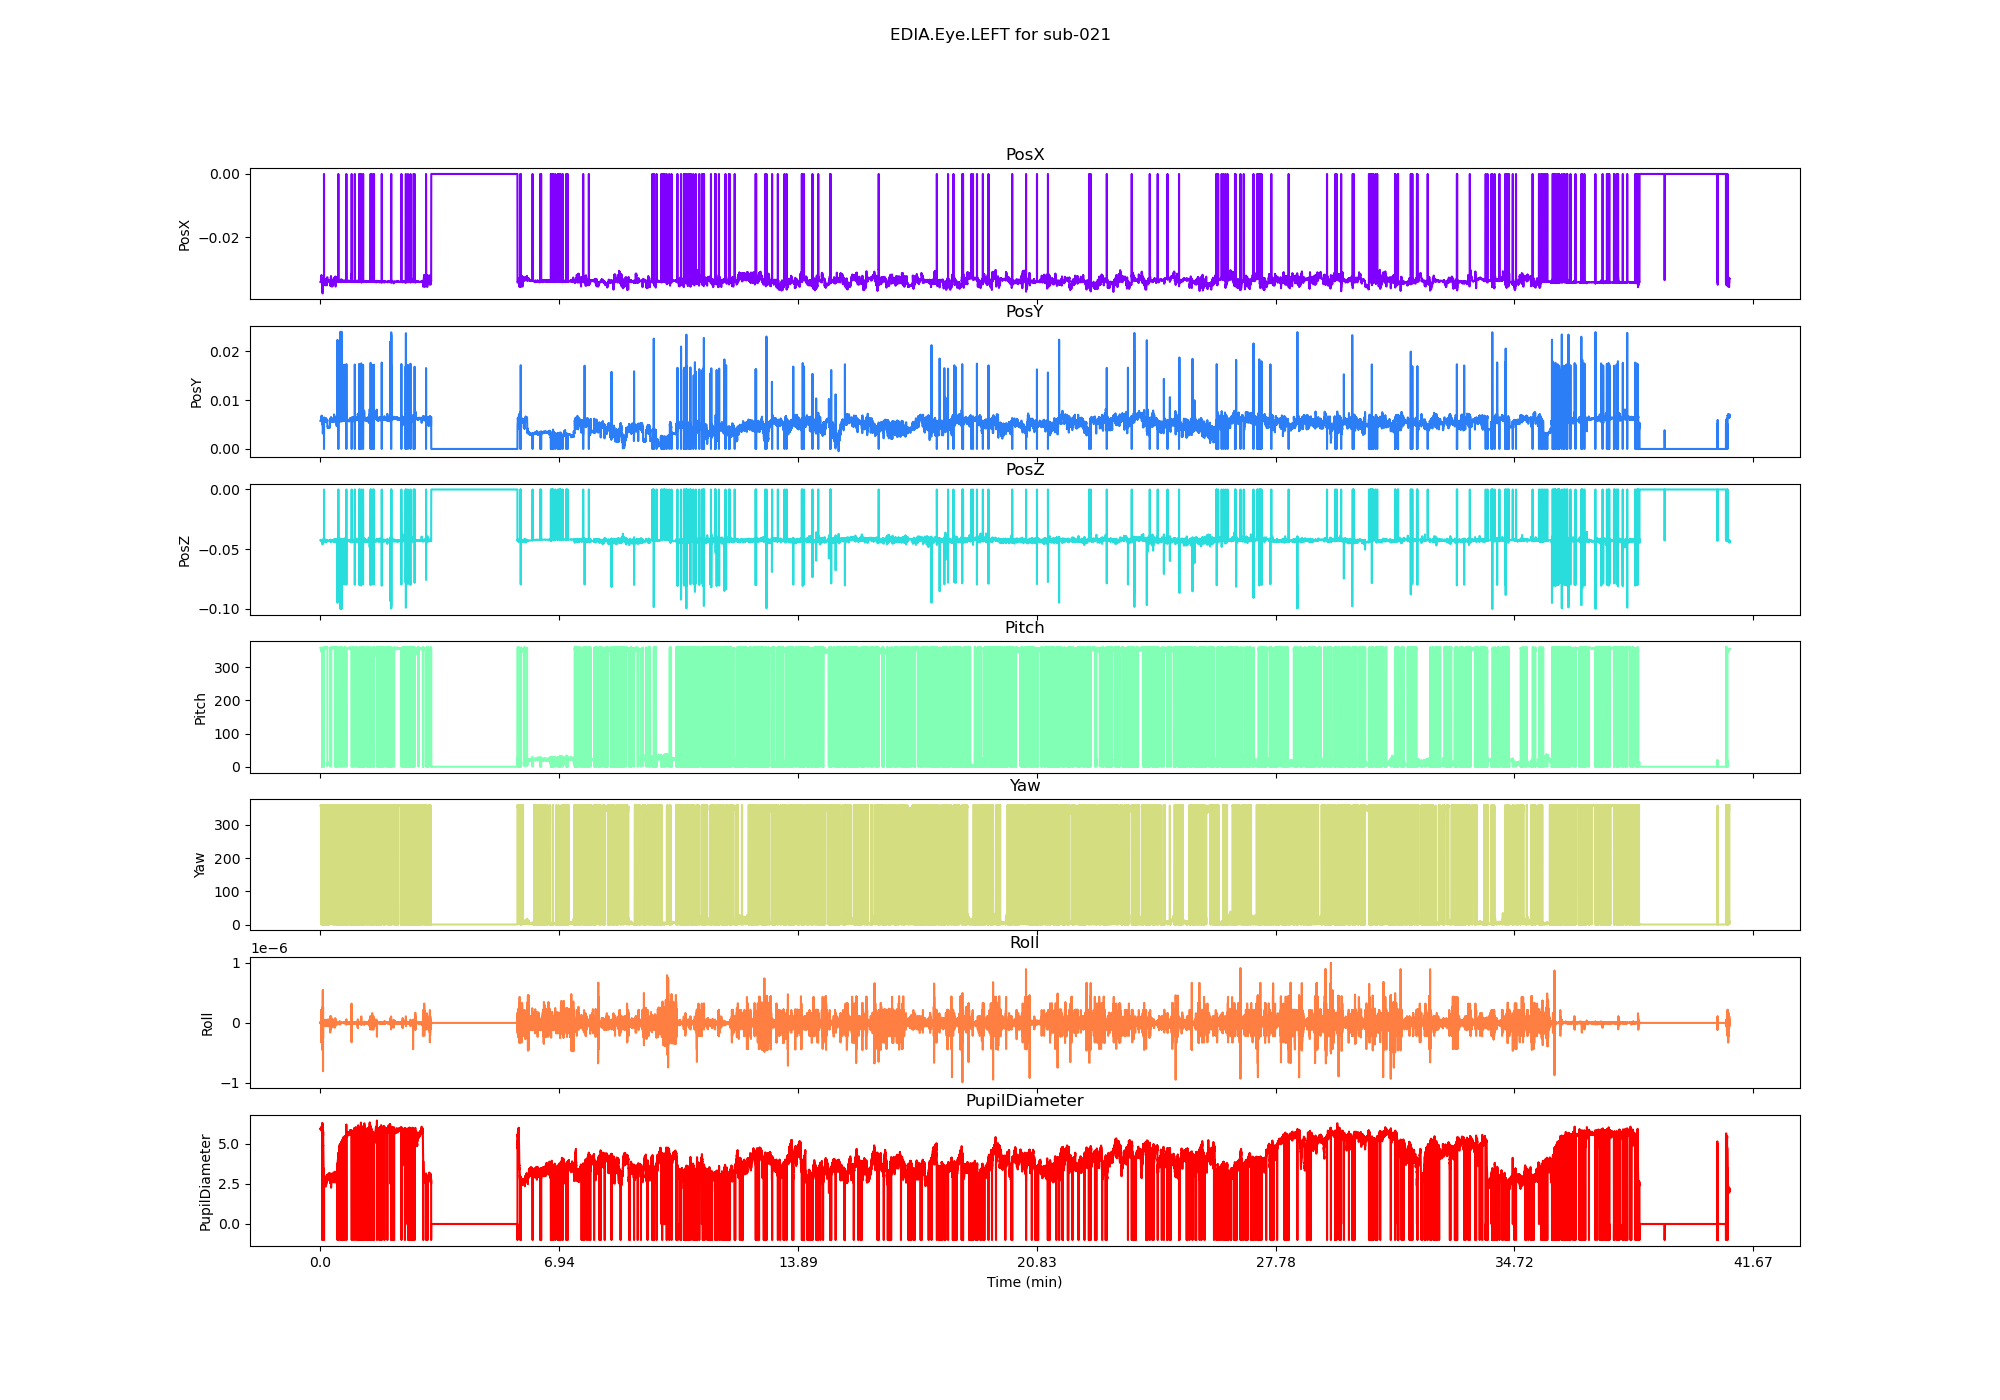 EDIA.Eye.LEFT for sub-021
PosX
0.00
−0.02
PosX
PosY
0.02
0.01
0.00
PosY
PosZ
0.00
−0.05
−0.10
PosZ
Pitch
300
200
100
0
Pitch
Yaw
300
200
100
0
Yaw
1e−6
Roll
1
0
−1
Roll
PupilDiameter
5.0
2.5
0.0
PupilDiameter
0.0 6.94 13.89 20.83 27.78 34.72 41.67
Time (min)